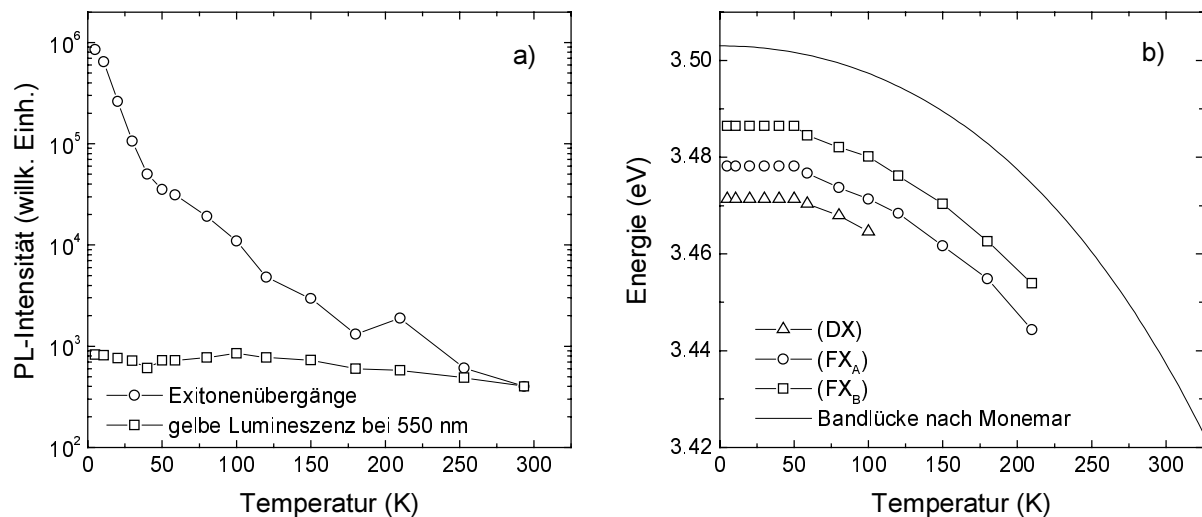 a)
PL-Intensität (willk. Einh.)
10^6
10^5
10^4
10^3
10^2
Exitonenübergänge
gelbe Lumineszenz bei 550 nm
0 50 100 150 200 250 300
Temperatur (K)
b)
Energie (eV)
3.50
3.48
3.46
3.44
3.42
(DX)
(FX_A)
(FX_B)
Bandlücke nach Monemar
0 50 100 150 200 250 300
Temperatur (K)